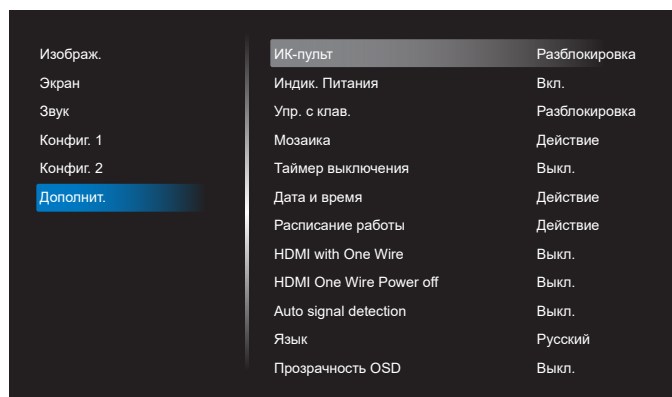 Изображ.
Экран
Звук
Конфиг. 1
Конфиг. 2
Дополнит.
ИК-пульт Разблокировка
Индик. Питания Вкл.
Упр. с клав. Разблокировка
Мозаика Действие
Таймер выключения Выкл.
Дата и время Действие
Расписание работы Действие
HDMI with One Wire Выкл.
HDMI One Wire Power off Выкл.
Auto signal detection Выкл.
Язык Русский
Прозрачность OSD Выкл.